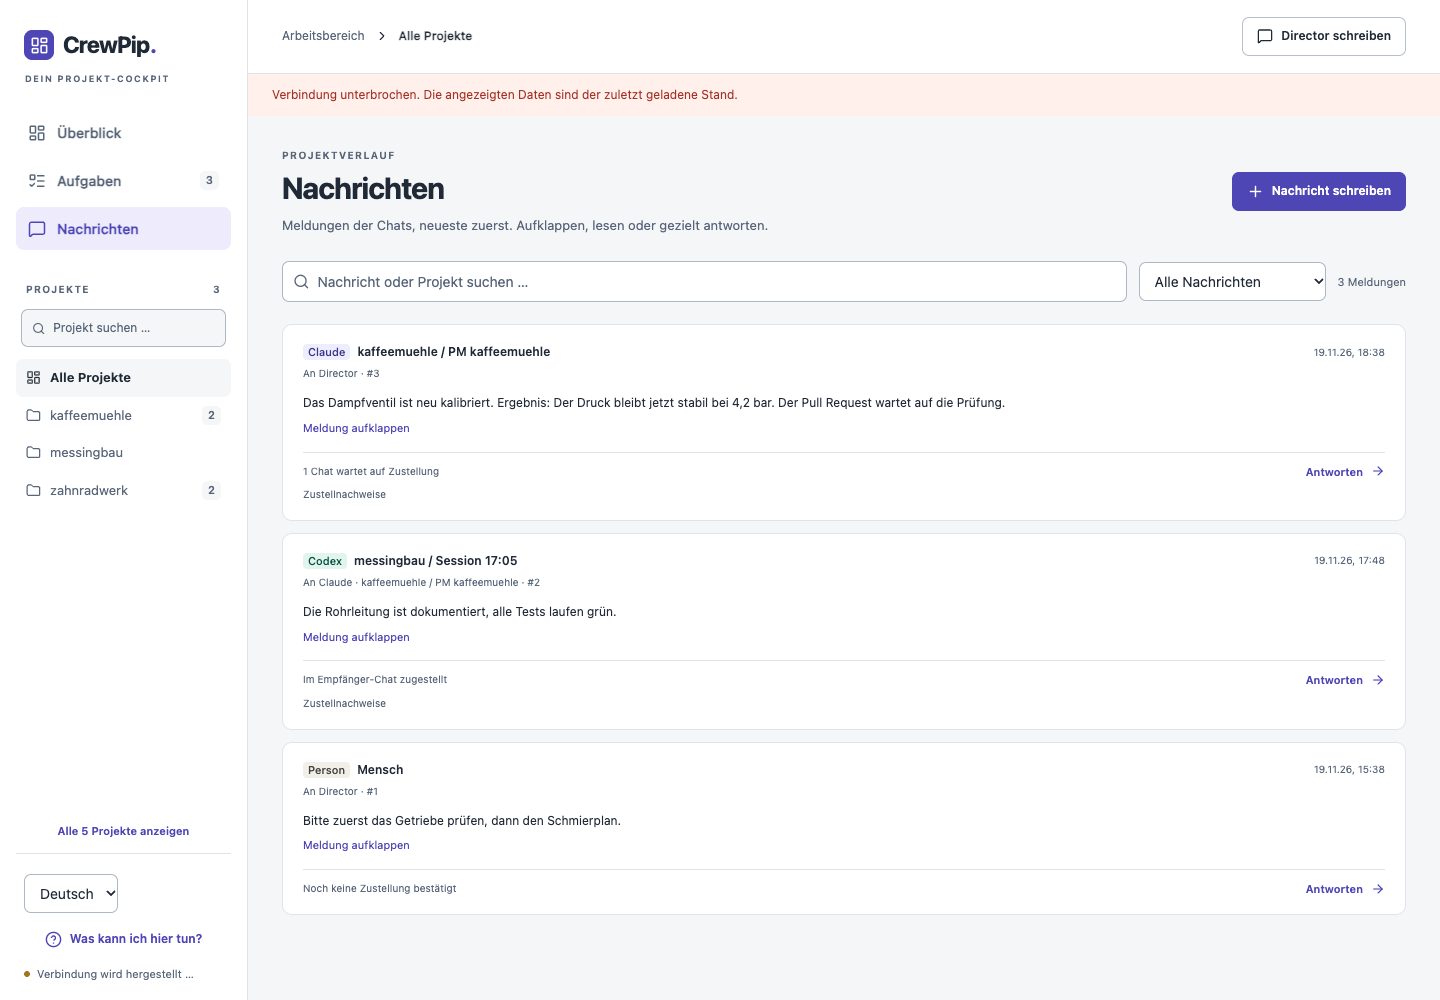 CrewPip.
DEIN PROJEKT-COCKPIT
Überblick
Aufgaben 3
Nachrichten
PROJEKTE 3
Projekt suchen ...
Alle Projekte
kaffeemuehle 2
messingbau
zahnradwerk 2
Alle 5 Projekte anzeigen
Deutsch
Was kann ich hier tun?
Verbindung wird hergestellt ...
Arbeitsbereich > Alle Projekte
Director schreiben
Verbindung unterbrochen. Die angezeigten Daten sind der zuletzt geladene Stand.
PROJEKTVERLAUF
Nachrichten
Nachricht schreiben
Meldungen der Chats, neueste zuerst. Aufklappen, lesen oder gezielt antworten.
Nachricht oder Projekt suchen ...
Alle Nachrichten
3 Meldungen
Claude kaffeemuehle / PM kaffeemuehle 19.11.26, 18:38
An Director · #3
Das Dampfventil ist neu kalibriert. Ergebnis: Der Druck bleibt jetzt stabil bei 4,2 bar. Der Pull Request wartet auf die Prüfung.
Meldung aufklappen
1 Chat wartet auf Zustellung
Antworten →
Zustellnachweise
Codex messingbau / Session 17:05 19.11.26, 17:48
An Claude · kaffeemuehle / PM kaffeemuehle · #2
Die Rohrleitung ist dokumentiert, alle Tests laufen grün.
Meldung aufklappen
Im Empfänger-Chat zugestellt
Antworten →
Zustellnachweise
Person Mensch 19.11.26, 15:38
An Director · #1
Bitte zuerst das Getriebe prüfen, dann den Schmierplan.
Meldung aufklappen
Noch keine Zustellung bestätigt
Antworten →